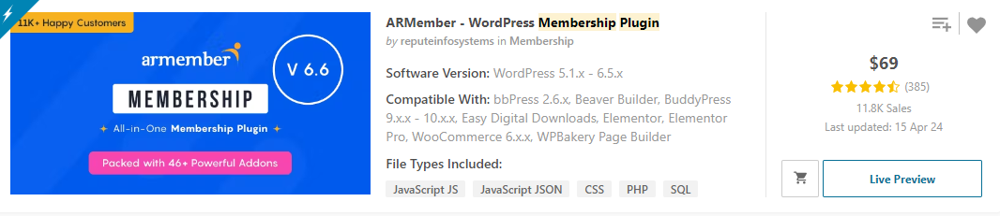 11K+ Happy Customers
armember
V 6.6
MEMBERSHIP
All-in-One Membership Plugin
Packed with 46+ Powerful Addons
ARMember - WordPress Membership Plugin
by reputeinfosystems in Membership
Software Version: WordPress 5.1.x - 6.5.x
Compatible With: bbPress 2.6.x, Beaver Builder, BuddyPress
9.x.x - 10.x.x, Easy Digital Downloads, Elementor, Elementor
Pro, WooCommerce 6.x.x, WPBakery Page Builder
File Types Included:
JavaScript JS JavaScript JSON CSS PHP SQL
$69
(385)
11.8K Sales
Last updated: 15 Apr 24
Live Preview